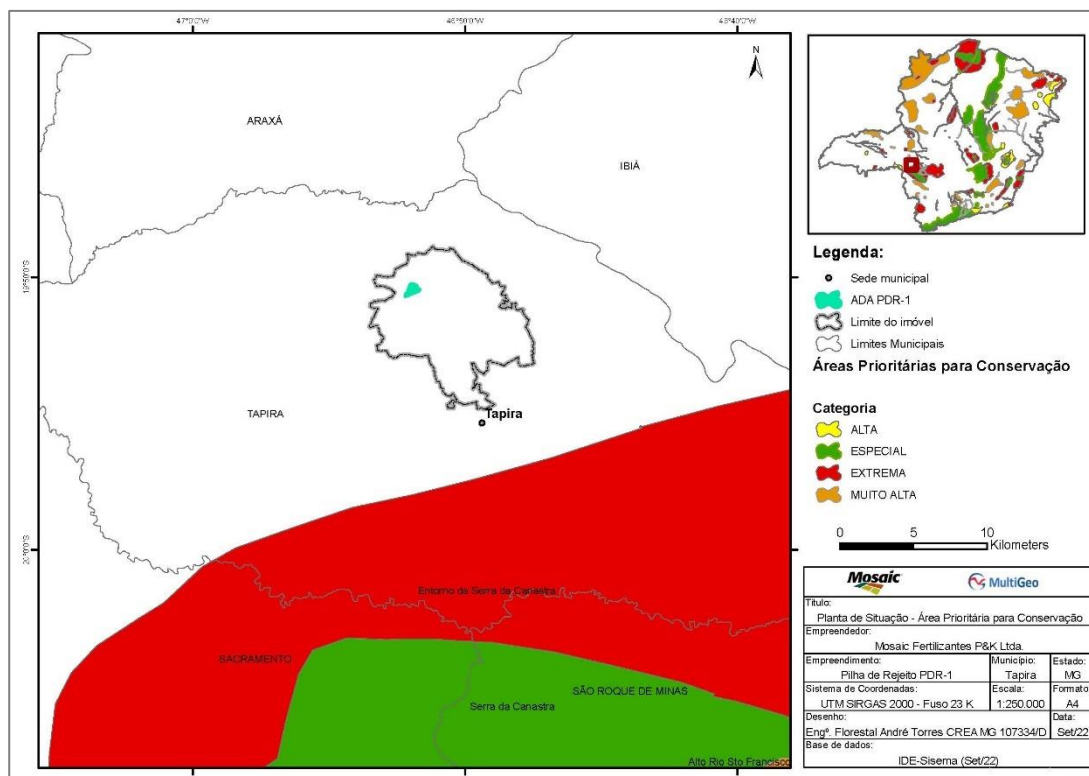 47°0'0"W
46°50'0"W
46°40'0"W
N
ARAXÁ
IBIÁ
19°50'0"S
TAPIRA
Tapira
20°0'0"S
Entorno da Serra da Canastra
SACRAMENTO
SÃO ROQUE DE MINAS
Serra da Canastra
Alto Rio Sto Francisco
Legenda:
Sede municipal
ADA PDR-1
Limite do imóvel
Limites Municipais
Áreas Prioritárias para Conservação
Categoria
ALTA
ESPECIAL
EXTREMA
MUITO ALTA
0 5 10
Kilometers
Mosaic MultiGeo
Título:
Planta de Situação - Área Prioritária para Conservação
Empreendedor:
Mosaic Fertilizantes P&K Ltda.
Empreendimento: Município: Estado:
Pilha de Rejeito PDR-1 Tapira MG
Sistema de Coordenadas: Escala: Formato:
UTM SIRGAS 2000 - Fuso 23 K 1:250.000 A4
Desenho: Data:
Engº. Florestal André Torres CREA MG 107334/D Set/22
Base de dados:
IDE-Sisema (Set/22)